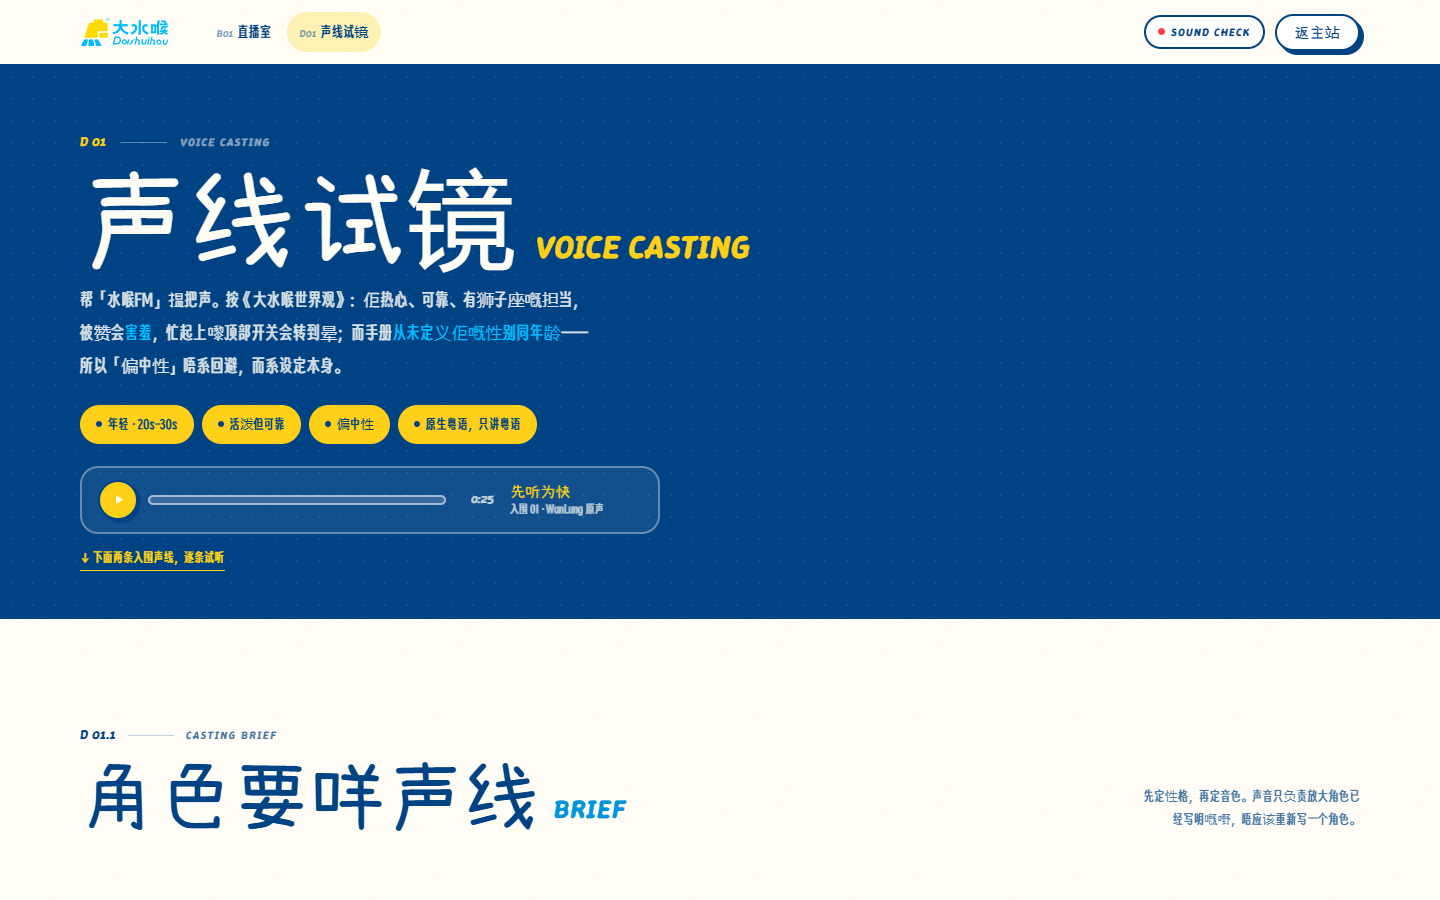 大水喉
Dashuihou
B01 直播室
D01 声线试镜
SOUND CHECK
返主站
D 01
VOICE CASTING
声线试镜 VOICE CASTING
帮「水喉FM」揾把声。按《大水喉世界观》：佢热心、可靠、有狮子座嘅担当，
被赞会害羞，忙起上嚟顶部开关会转到晕；而手册从未定义佢嘅性别同年龄——
所以「偏中性」唔系回避，而系设定本身。
年轻 · 20s–30s
活泼但可靠
偏中性
原生粤语，只讲粤语
0:25
先听为快
入围 01 · WanLung 原声
↓ 下面两条入围声线，逐条试听
D 01.1
CASTING BRIEF
角色要咩声线 BRIEF
先定性格，再定音色。声音只负责放大角色已
经写明嘅嘢，唔应该重新写一个角色。